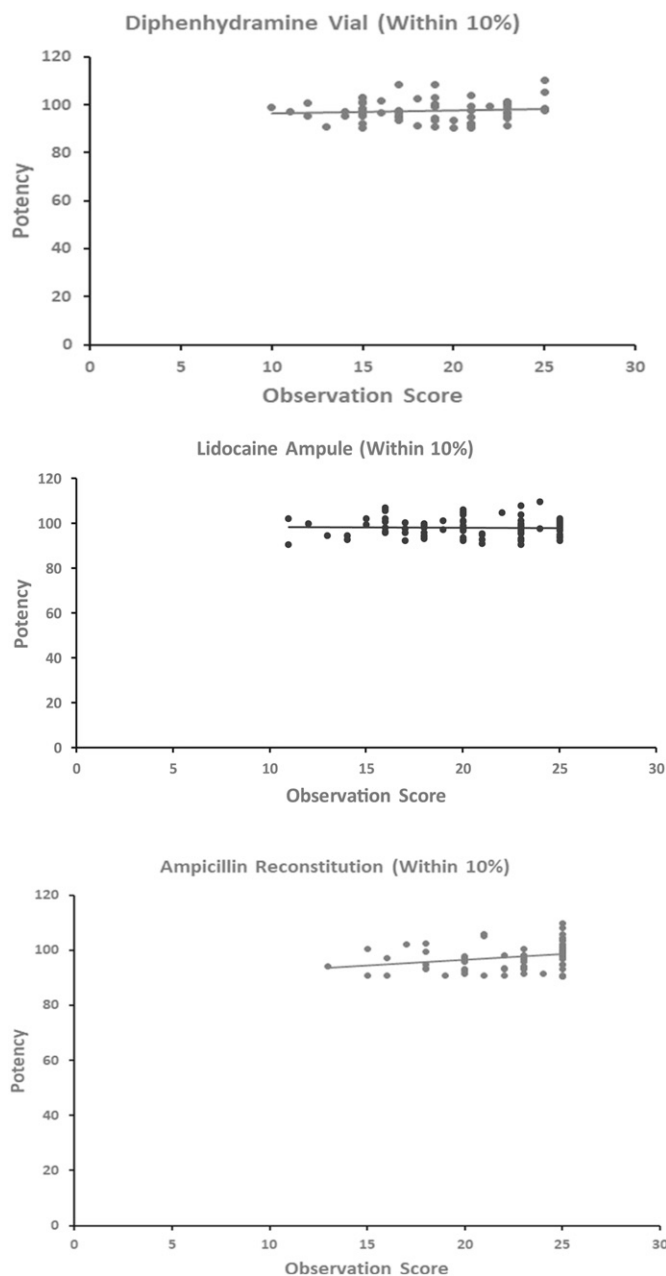 Diphenhydramine Vial (Within 10%)
120
100
80
60
40
20
0
Potency
0 5 10 15 20 25 30
Observation Score
Lidocaine Ampule (Within 10%)
120
100
80
60
40
20
0
Potency
0 5 10 15 20 25 30
Observation Score
Ampicillin Reconstitution (Within 10%)
120
100
80
60
40
20
0
Potency
0 5 10 15 20 25 30
Observation Score